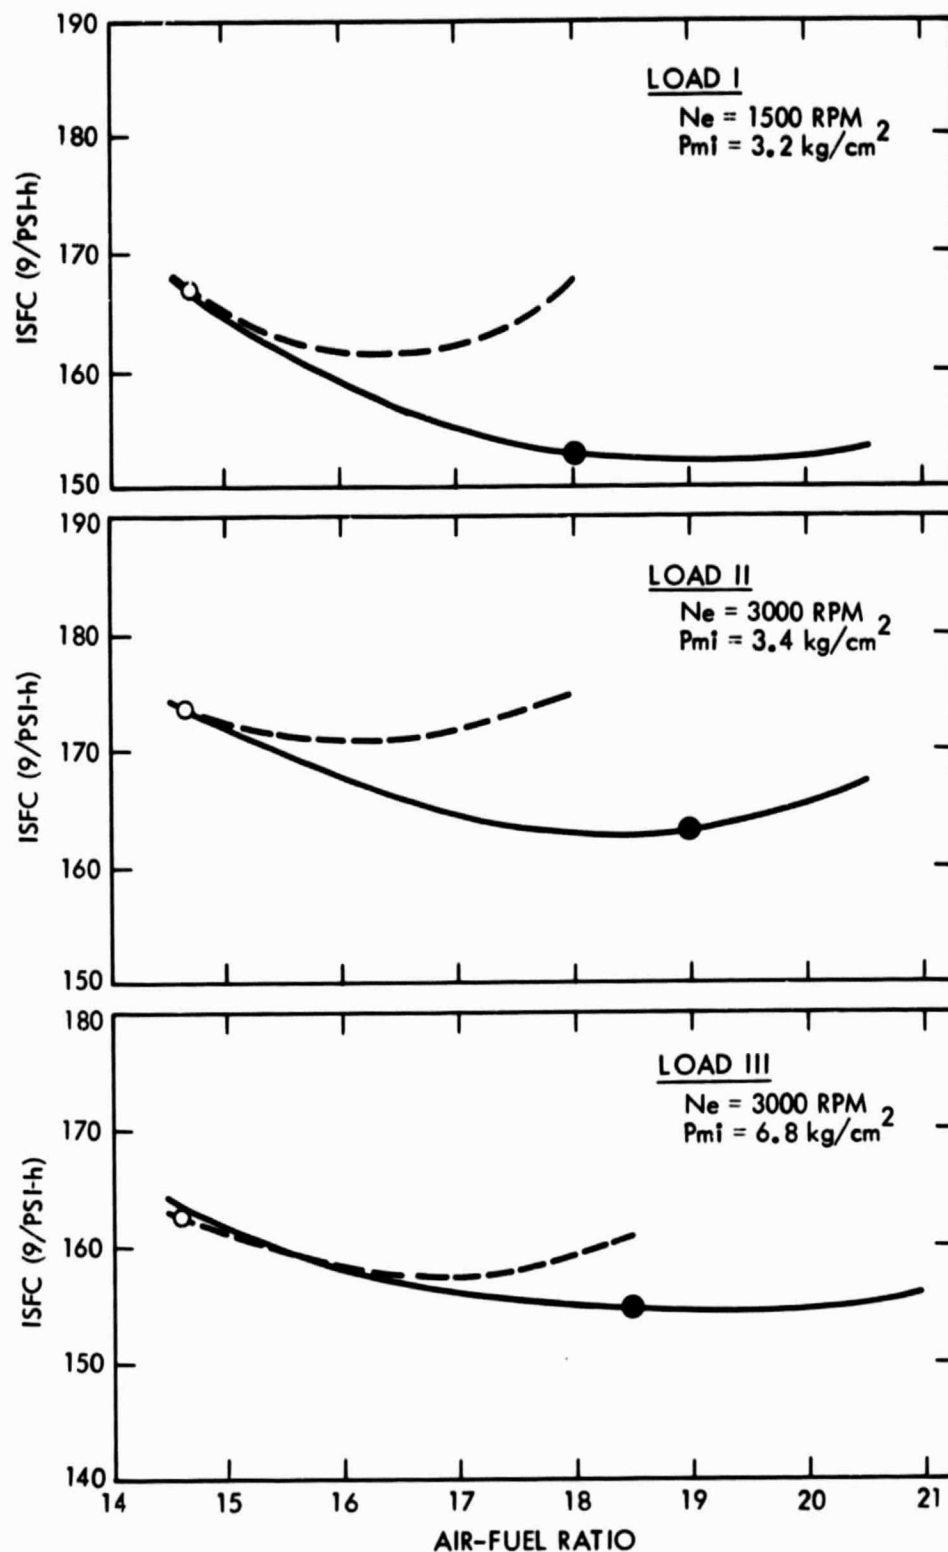 190
180
170
160
150
ISFC (9/PSI-h)
LOAD I
Ne = 1500 RPM
Pmi = 3.2 kg/cm2
190
180
170
160
150
ISFC (9/PSI-h)
LOAD II
Ne = 3000 RPM
Pmi = 3.4 kg/cm2
180
170
160
150
140
ISFC (9/PSI-h)
LOAD III
Ne = 3000 RPM
Pmi = 6.8 kg/cm2
14 15 16 17 18 19 20 21
AIR-FUEL RATIO